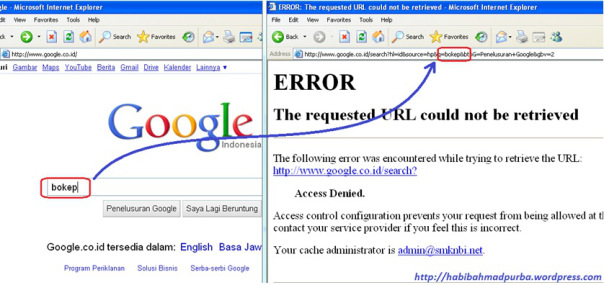 gle - Microsoft Internet Explorer
t View Favorites Tools Help
Search Favorites
http://www.google.co.id/
uri Gambar Maps YouTube Berita Gmail Drive Kalender Lainnya
Google
Indonesia
bokep
Penelusuran Google Saya Lagi Beruntung
Google.co.id tersedia dalam: English Basa Jaw
Program Periklanan Solusi Bisnis Serba-serbi Google
ERROR: The requested URL could not be retrieved - Microsoft Internet Explorer
File Edit View Favorites Tools Help
Back Search Favorites
Address http://www.google.co.id/search?hl=id&source=hp&q=bokep&btnG=Penelusuran+Google&gbv=2
ERROR
The requested URL could not be retrieved
The following error was encountered while trying to retrieve the URL:
http://www.google.co.id/search?
Access Denied.
Access control configuration prevents your request from being allowed at th
contact your service provider if you feel this is incorrect.
Your cache administrator is admin@smknbi.net.
http://habibahmadpurba.wordpress.com